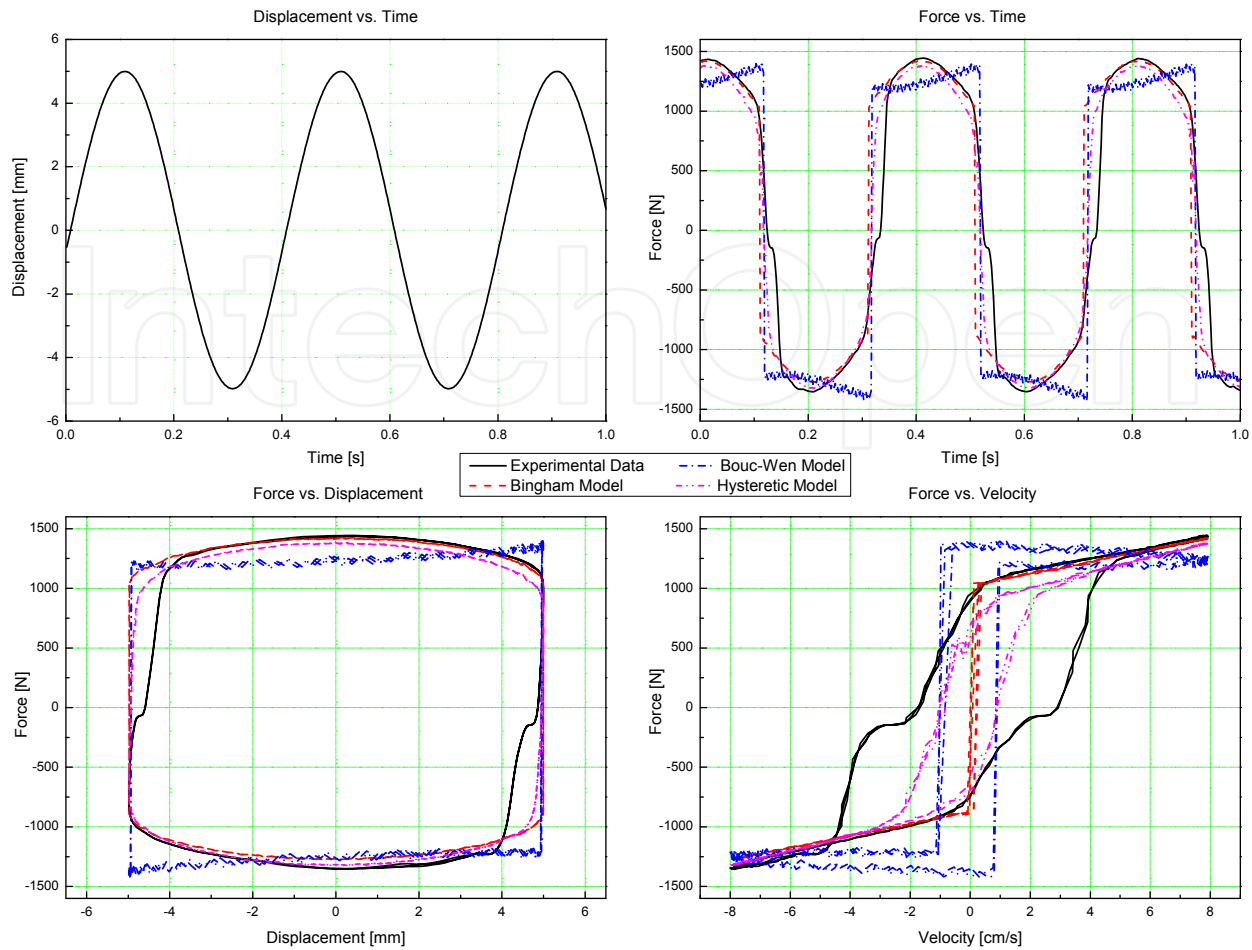 Displacement vs. Time
6
4
2
0
-2
-4
-6
Displacement [mm]
0.0 0.2 0.4 0.6 0.8 1.0
Time [s]
Force vs. Time
1500
1000
500
0
-500
-1000
-1500
Force [N]
0.0 0.2 0.4 0.6 0.8 1.0
Time [s]
IntechOpen
Experimental Data
Bingham Model
Bouc-Wen Model
Hysteretic Model
Force vs. Displacement
1500
1000
500
0
-500
-1000
-1500
Force [N]
-6 -4 -2 0 2 4 6
Displacement [mm]
Force vs. Velocity
1500
1000
500
0
-500
-1000
-1500
Force [N]
-8 -6 -4 -2 0 2 4 6 8
Velocity [cm/s]